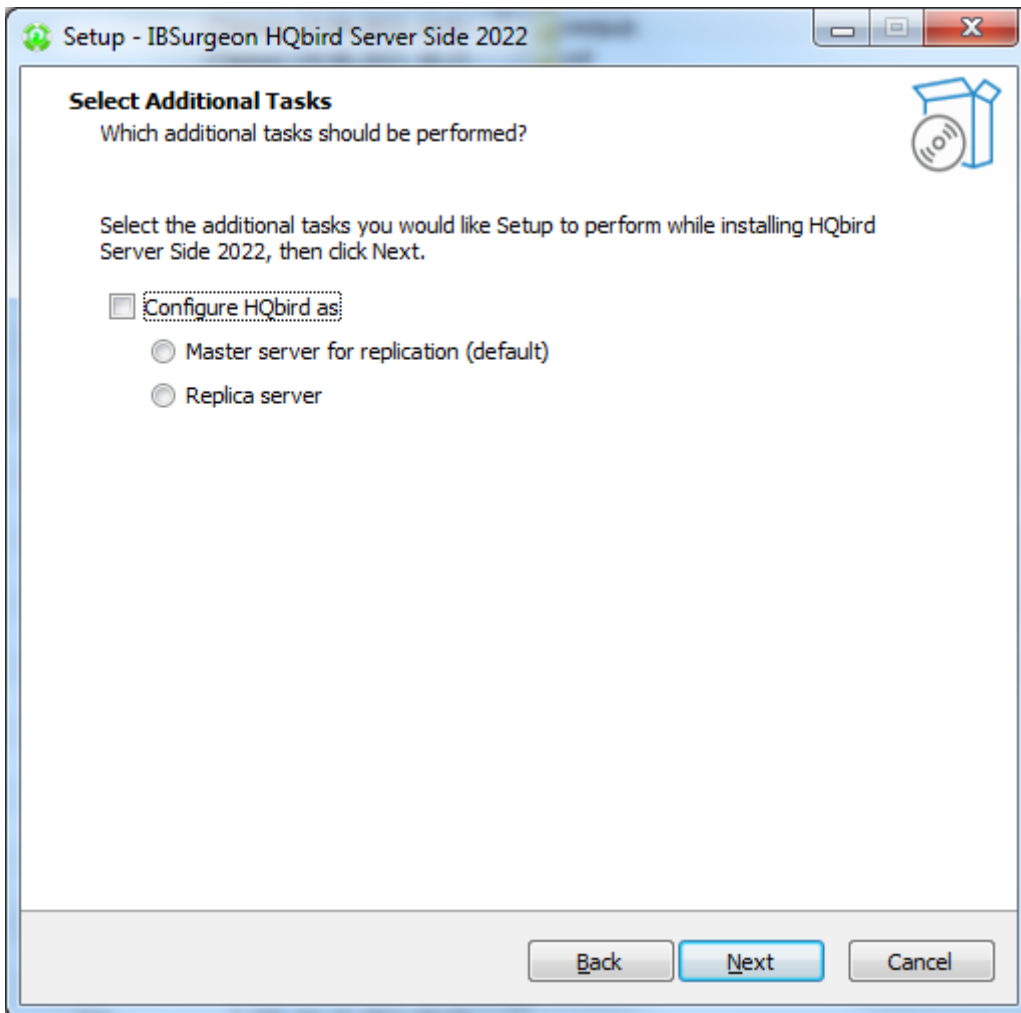 Setup - IBSurgeon HQbird Server Side 2022
Select Additional Tasks
Which additional tasks should be performed?
Select the additional tasks you would like Setup to perform while installing HQbird
Server Side 2022, then click Next.
Configure HQbird as
Master server for replication (default)
Replica server
Back
Next
Cancel